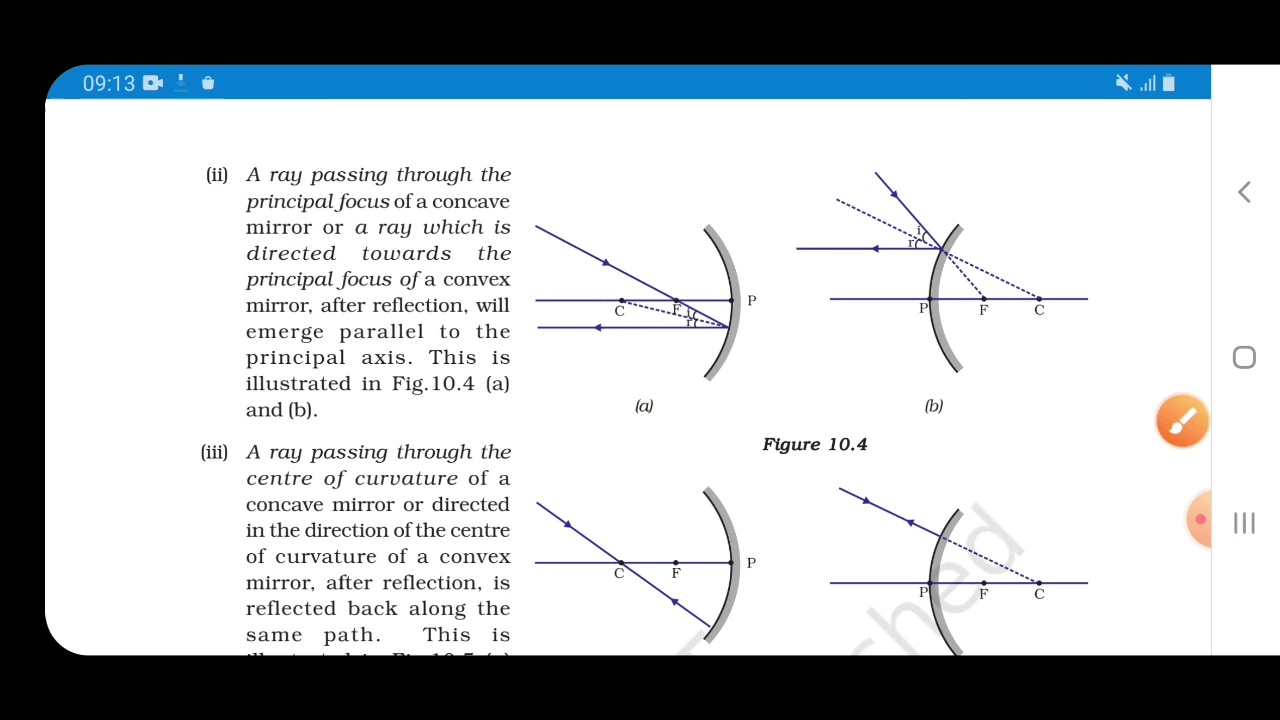 09:13
(ii) A ray passing through the
principal focus of a concave
mirror or a ray which is
directed towards the
principal focus of a convex
mirror, after reflection, will
emerge parallel to the
principal axis. This is
illustrated in Fig.10.4 (a)
and (b).
C F i r P
(a)
i r P F C
(b)
Figure 10.4
(iii) A ray passing through the
centre of curvature of a
concave mirror or directed
in the direction of the centre
of curvature of a convex
mirror, after reflection, is
reflected back along the
same path. This is
C F P
P F C